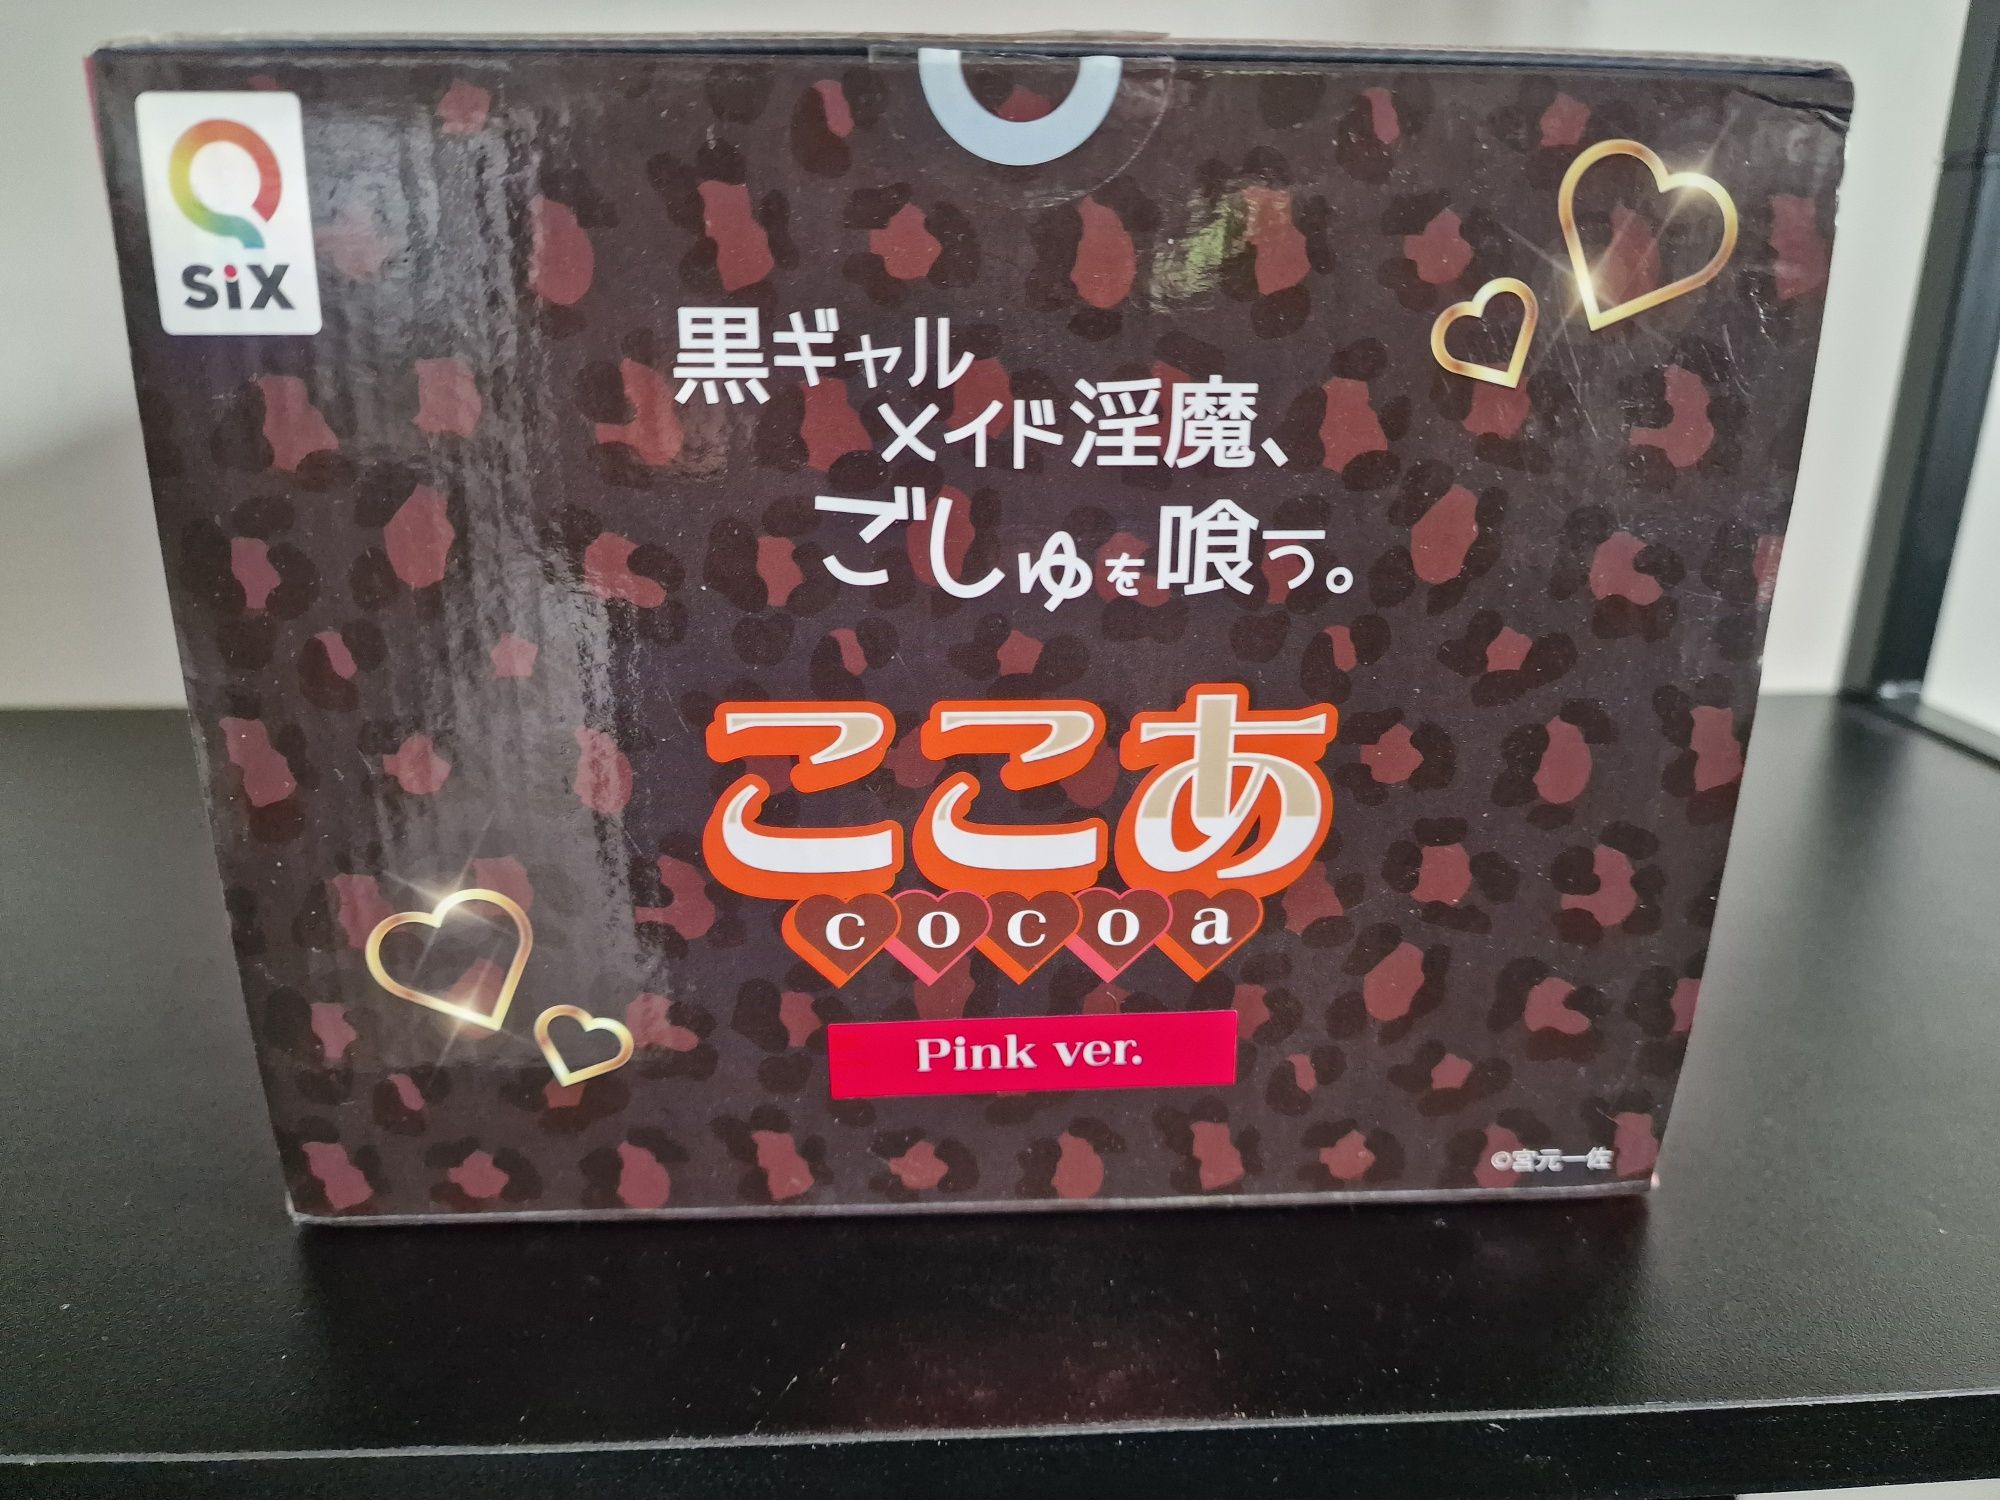 Q
SiX
黒ギャル
メイド淫魔、
ごしゅを喰う。
ここあ
cocoa
Pink ver.
©宮元一佐